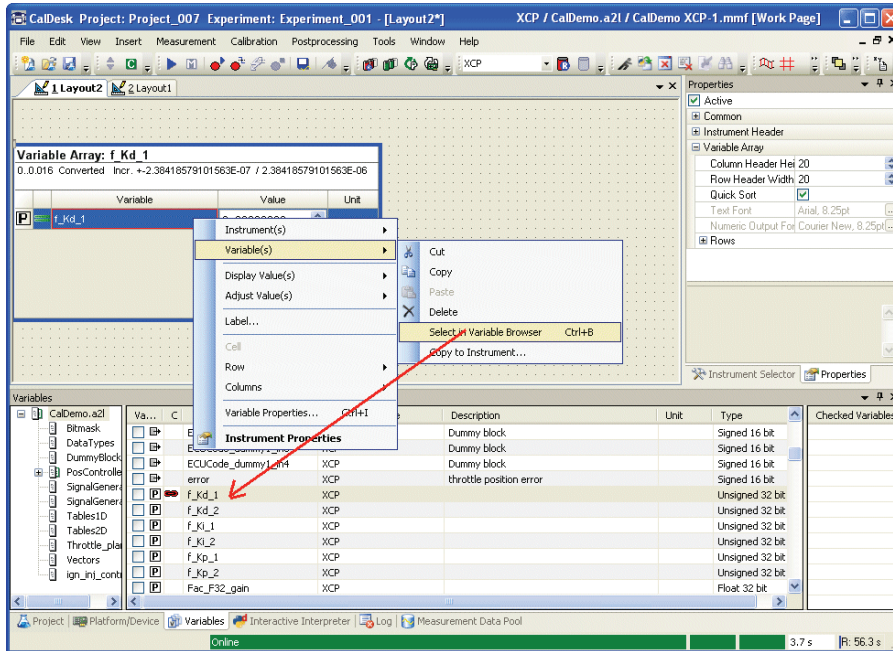 CalDesk Project: Project_007 Experiment: Experiment_001 - [Layout2*] XCP / CalDemo.a2l / CalDemo XCP-1.mmf [Work Page]
File Edit View Insert Measurement Calibration Postprocessing Tools Window Help
XCP
1 Layout2 2 Layout1
Properties
Active
Common
Instrument Header
Variable Array
Column Header Hei 20
Row Header Width 20
Quick Sort
Text Font Arial, 8.25pt
Numeric Output For Courier New, 8.25pt
Rows
Variable Array: f_Kd_1
0..0.016 Converted Incr. +-2.38418579101563E-07 / 2.38418579101563E-06
Variable Value Unit
P f_Kd_1
Instrument(s)
Variable(s)
Display Value(s)
Adjust Value(s)
Label...
Cell
Row
Columns
Variable Properties... Ctrl+I
Instrument Properties
Cut
Copy
Paste
Delete
Select in Variable Browser Ctrl+B
Copy to Instrument...
Instrument Selector Properties
Variables
CalDemo.a2l
Bitmask
DataTypes
DummyBlock
PosControlle
SignalGenera
SignalGenera
Tables1D
Tables2D
Throttle_plan
Vectors
ign_inj_contr
Va... C Description Unit Type Checked Variables
Dummy block Signed 16 bit
Dummy block Signed 16 bit
ECUCode_dummy1_in4 XCP Dummy block Signed 16 bit
error XCP throttle position error Signed 16 bit
P f_Kd_1 XCP Unsigned 32 bit
P f_Kd_2 XCP Unsigned 32 bit
P f_Ki_1 XCP Unsigned 32 bit
P f_Ki_2 XCP Unsigned 32 bit
P f_Kp_1 XCP Unsigned 32 bit
P f_Kp_2 XCP Unsigned 32 bit
P Fac_F32_gain XCP Float 32 bit
Project Platform/Device Variables Interactive Interpreter Log Measurement Data Pool
Online 3.7 s R: 56.3 s